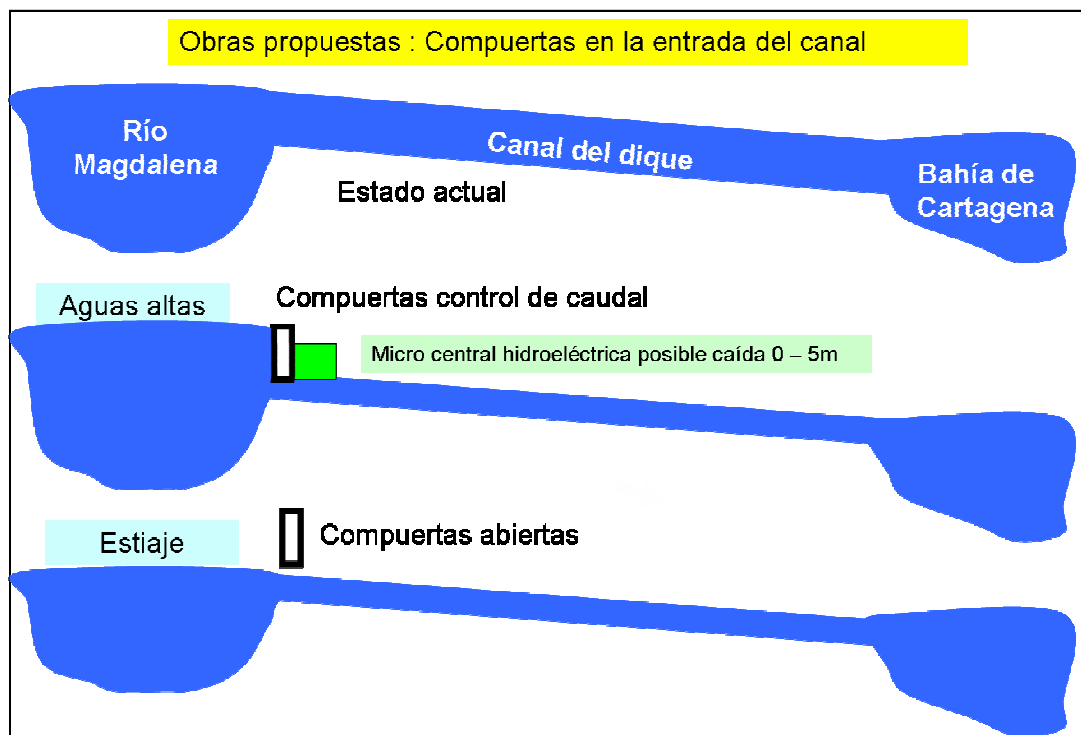 Obras propuestas : Compuertas en la entrada del canal
Río
Magdalena
Canal del dique
Bahía de
Cartagena
Estado actual
Aguas altas
Compuertas control de caudal
Micro central hidroeléctrica posible caída 0 – 5m
Estiaje
Compuertas abiertas